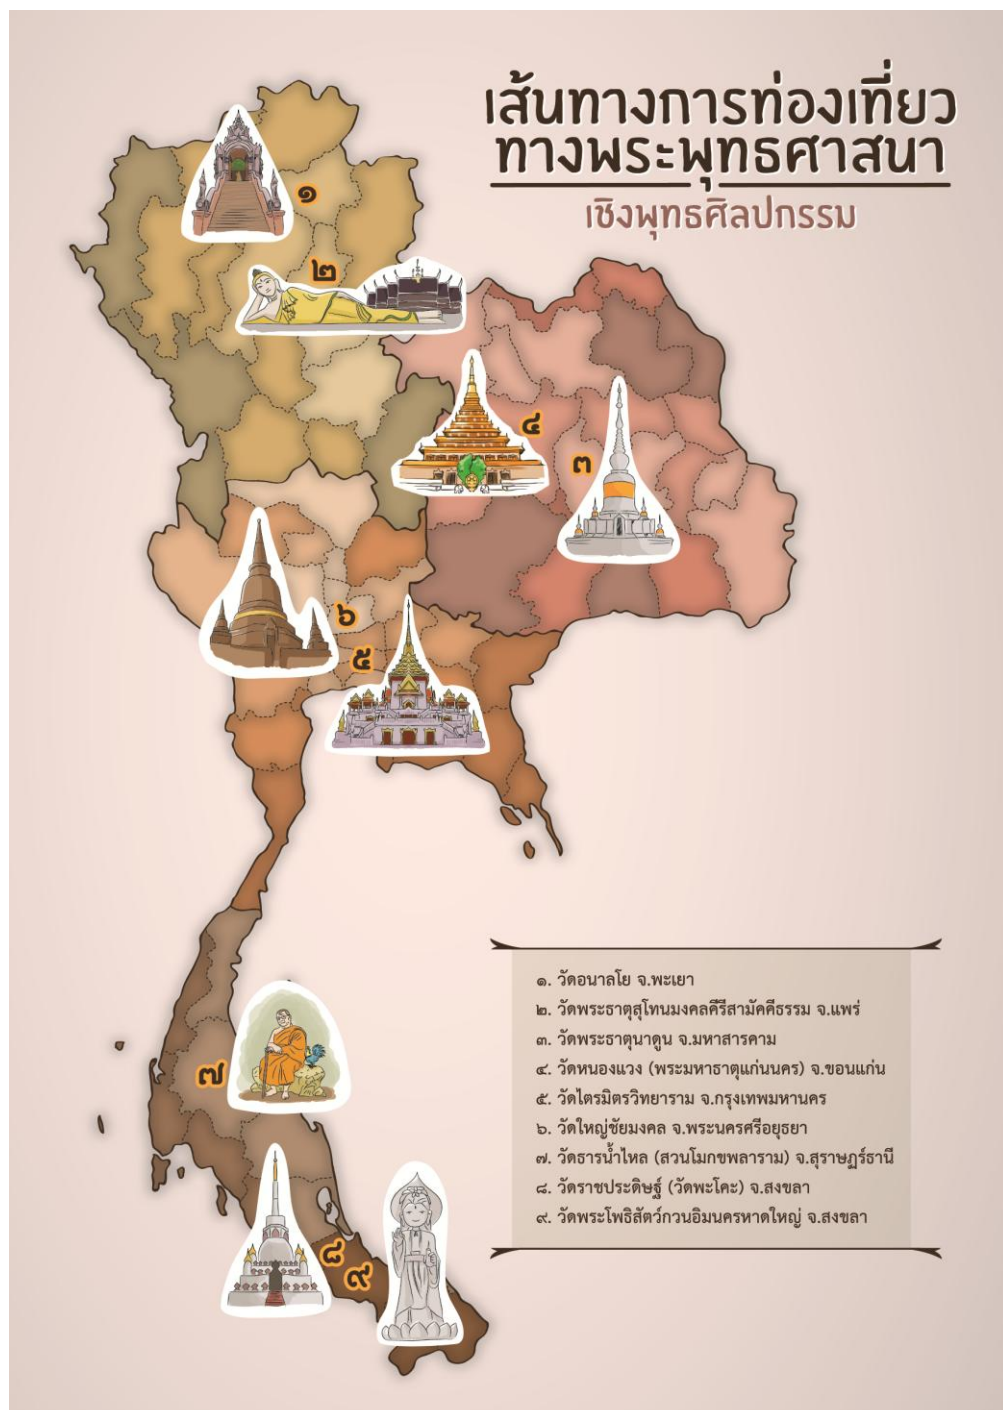 เส้นทางการท่องเที่ยว
ทางพระพุทธศาสนา
เชิงพุทธศิลปกรรม
๑
๒
๔
๓
๖
๕
๗
๘
๙
๑. วัดอนาลโย จ.พะเยา
๒. วัดพระธาตุสุโทนมงคลคีรีสามัคคีธรรม จ.แพร่
๓. วัดพระธาตุนาดูน จ.มหาสารคาม
๔. วัดหนองแวง (พระมหาธาตุแก่นนคร) จ.ขอนแก่น
๕. วัดไตรมิตรวิทยาราม จ.กรุงเทพมหานคร
๖. วัดใหญ่ชัยมงคล จ.พระนครศรีอยุธยา
๗. วัดธารน้ำไหล (สวนโมกขพลาราม) จ.สุราษฎร์ธานี
๘. วัดราชประดิษฐ์ (วัดพะโคะ) จ.สงขลา
๙. วัดพระโพธิสัตว์กวนอิมนครหาดใหญ่ จ.สงขลา